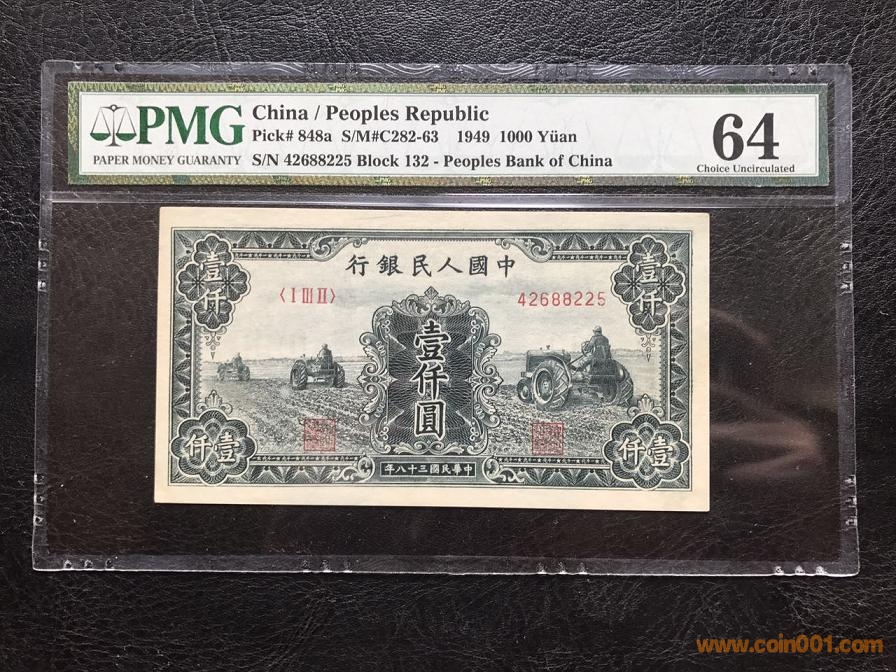 PMG
PAPER MONEY GUARANTY
China / Peoples Republic
Pick# 848a S/M#C282-63 1949 1000 Yüan
S/N 42688225 Block 132 - Peoples Bank of China
64
Choice Uncirculated
行銀民人國中
〈I III II〉
42688225
壹仟
壹仟
壹仟圓
仟壹
仟壹
年八十三國民華中
www.coin001.com